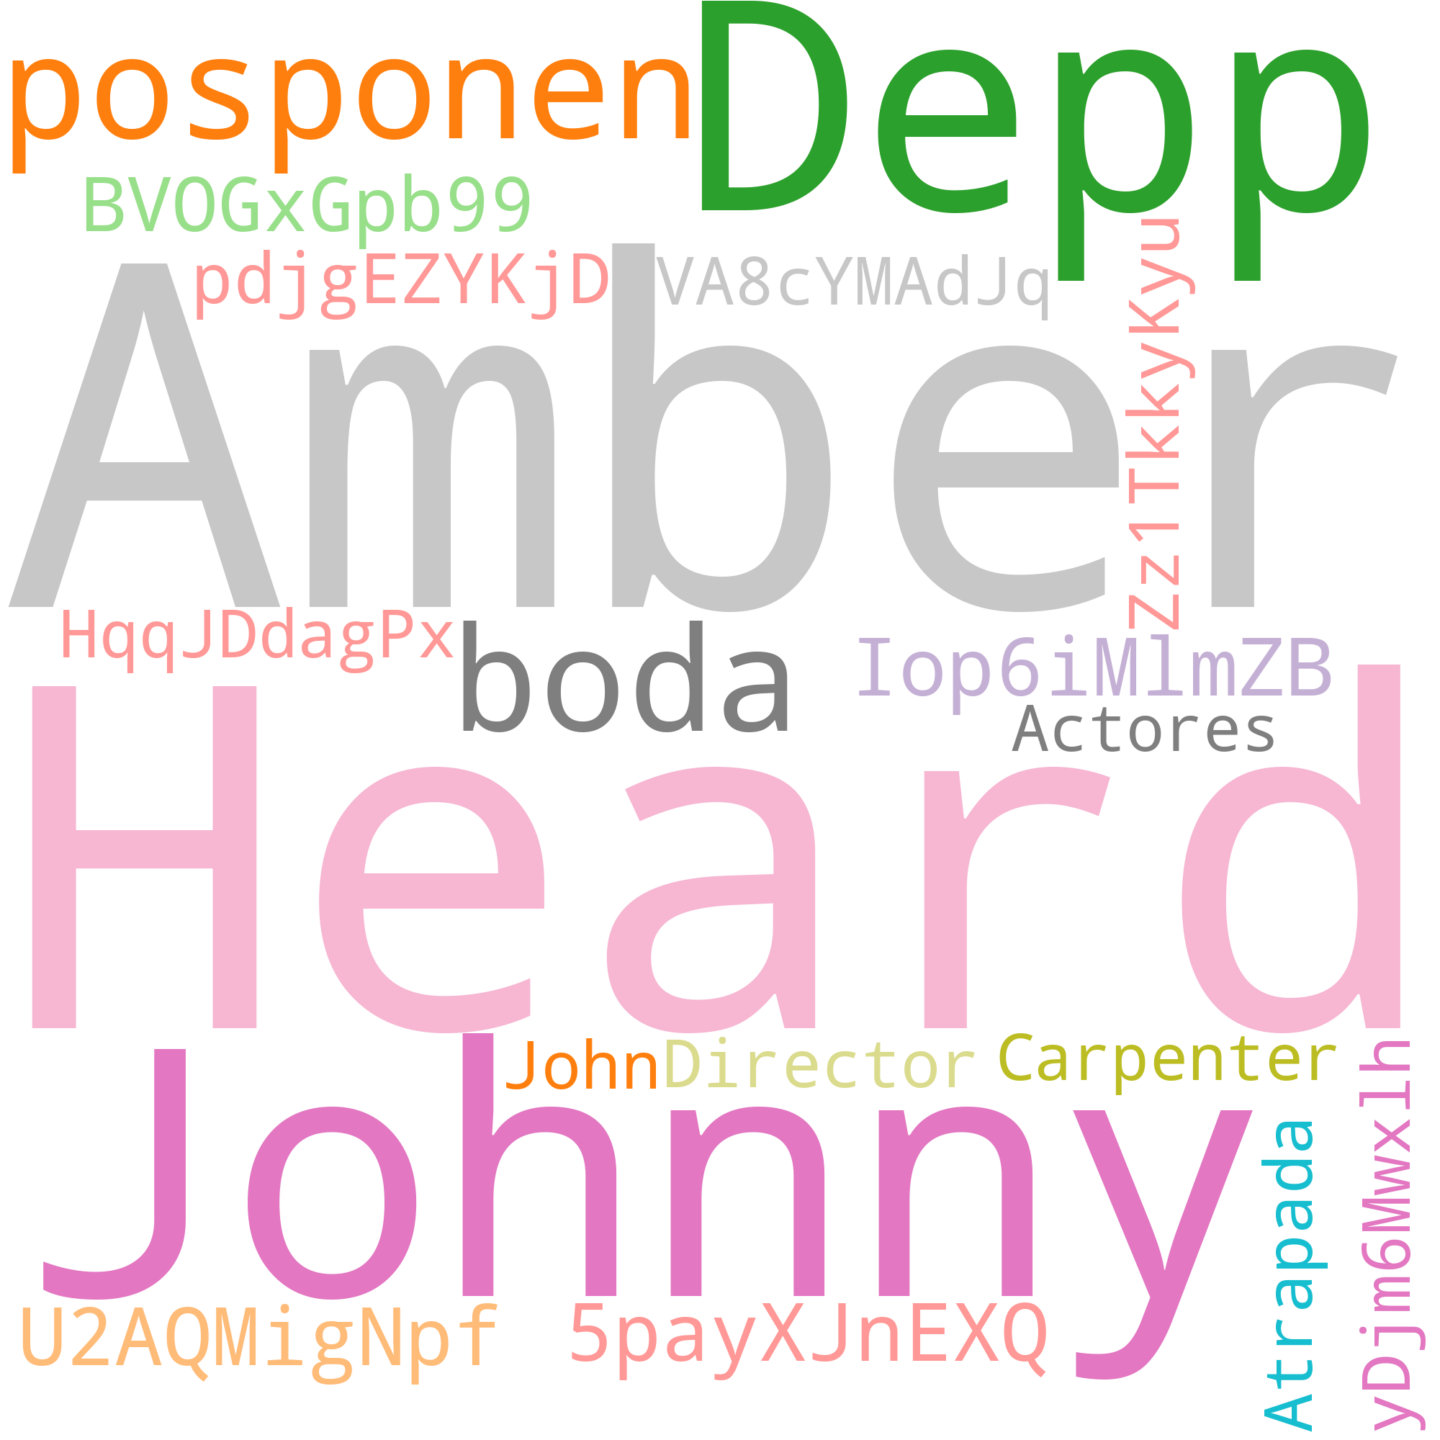 posponen
Depp
BVOGxGpb99
pdjgEZYKjD
VA8cYMAdJq
Zz1TkkyKyu
Amber
HqqJDdagPx
boda
Iop6iMlmZB
Actores
Heard
John
Director
Carpenter
Johnny
Atrapada
yDjm6Mwxlh
U2AQMigNpf
5payXJnEXQ